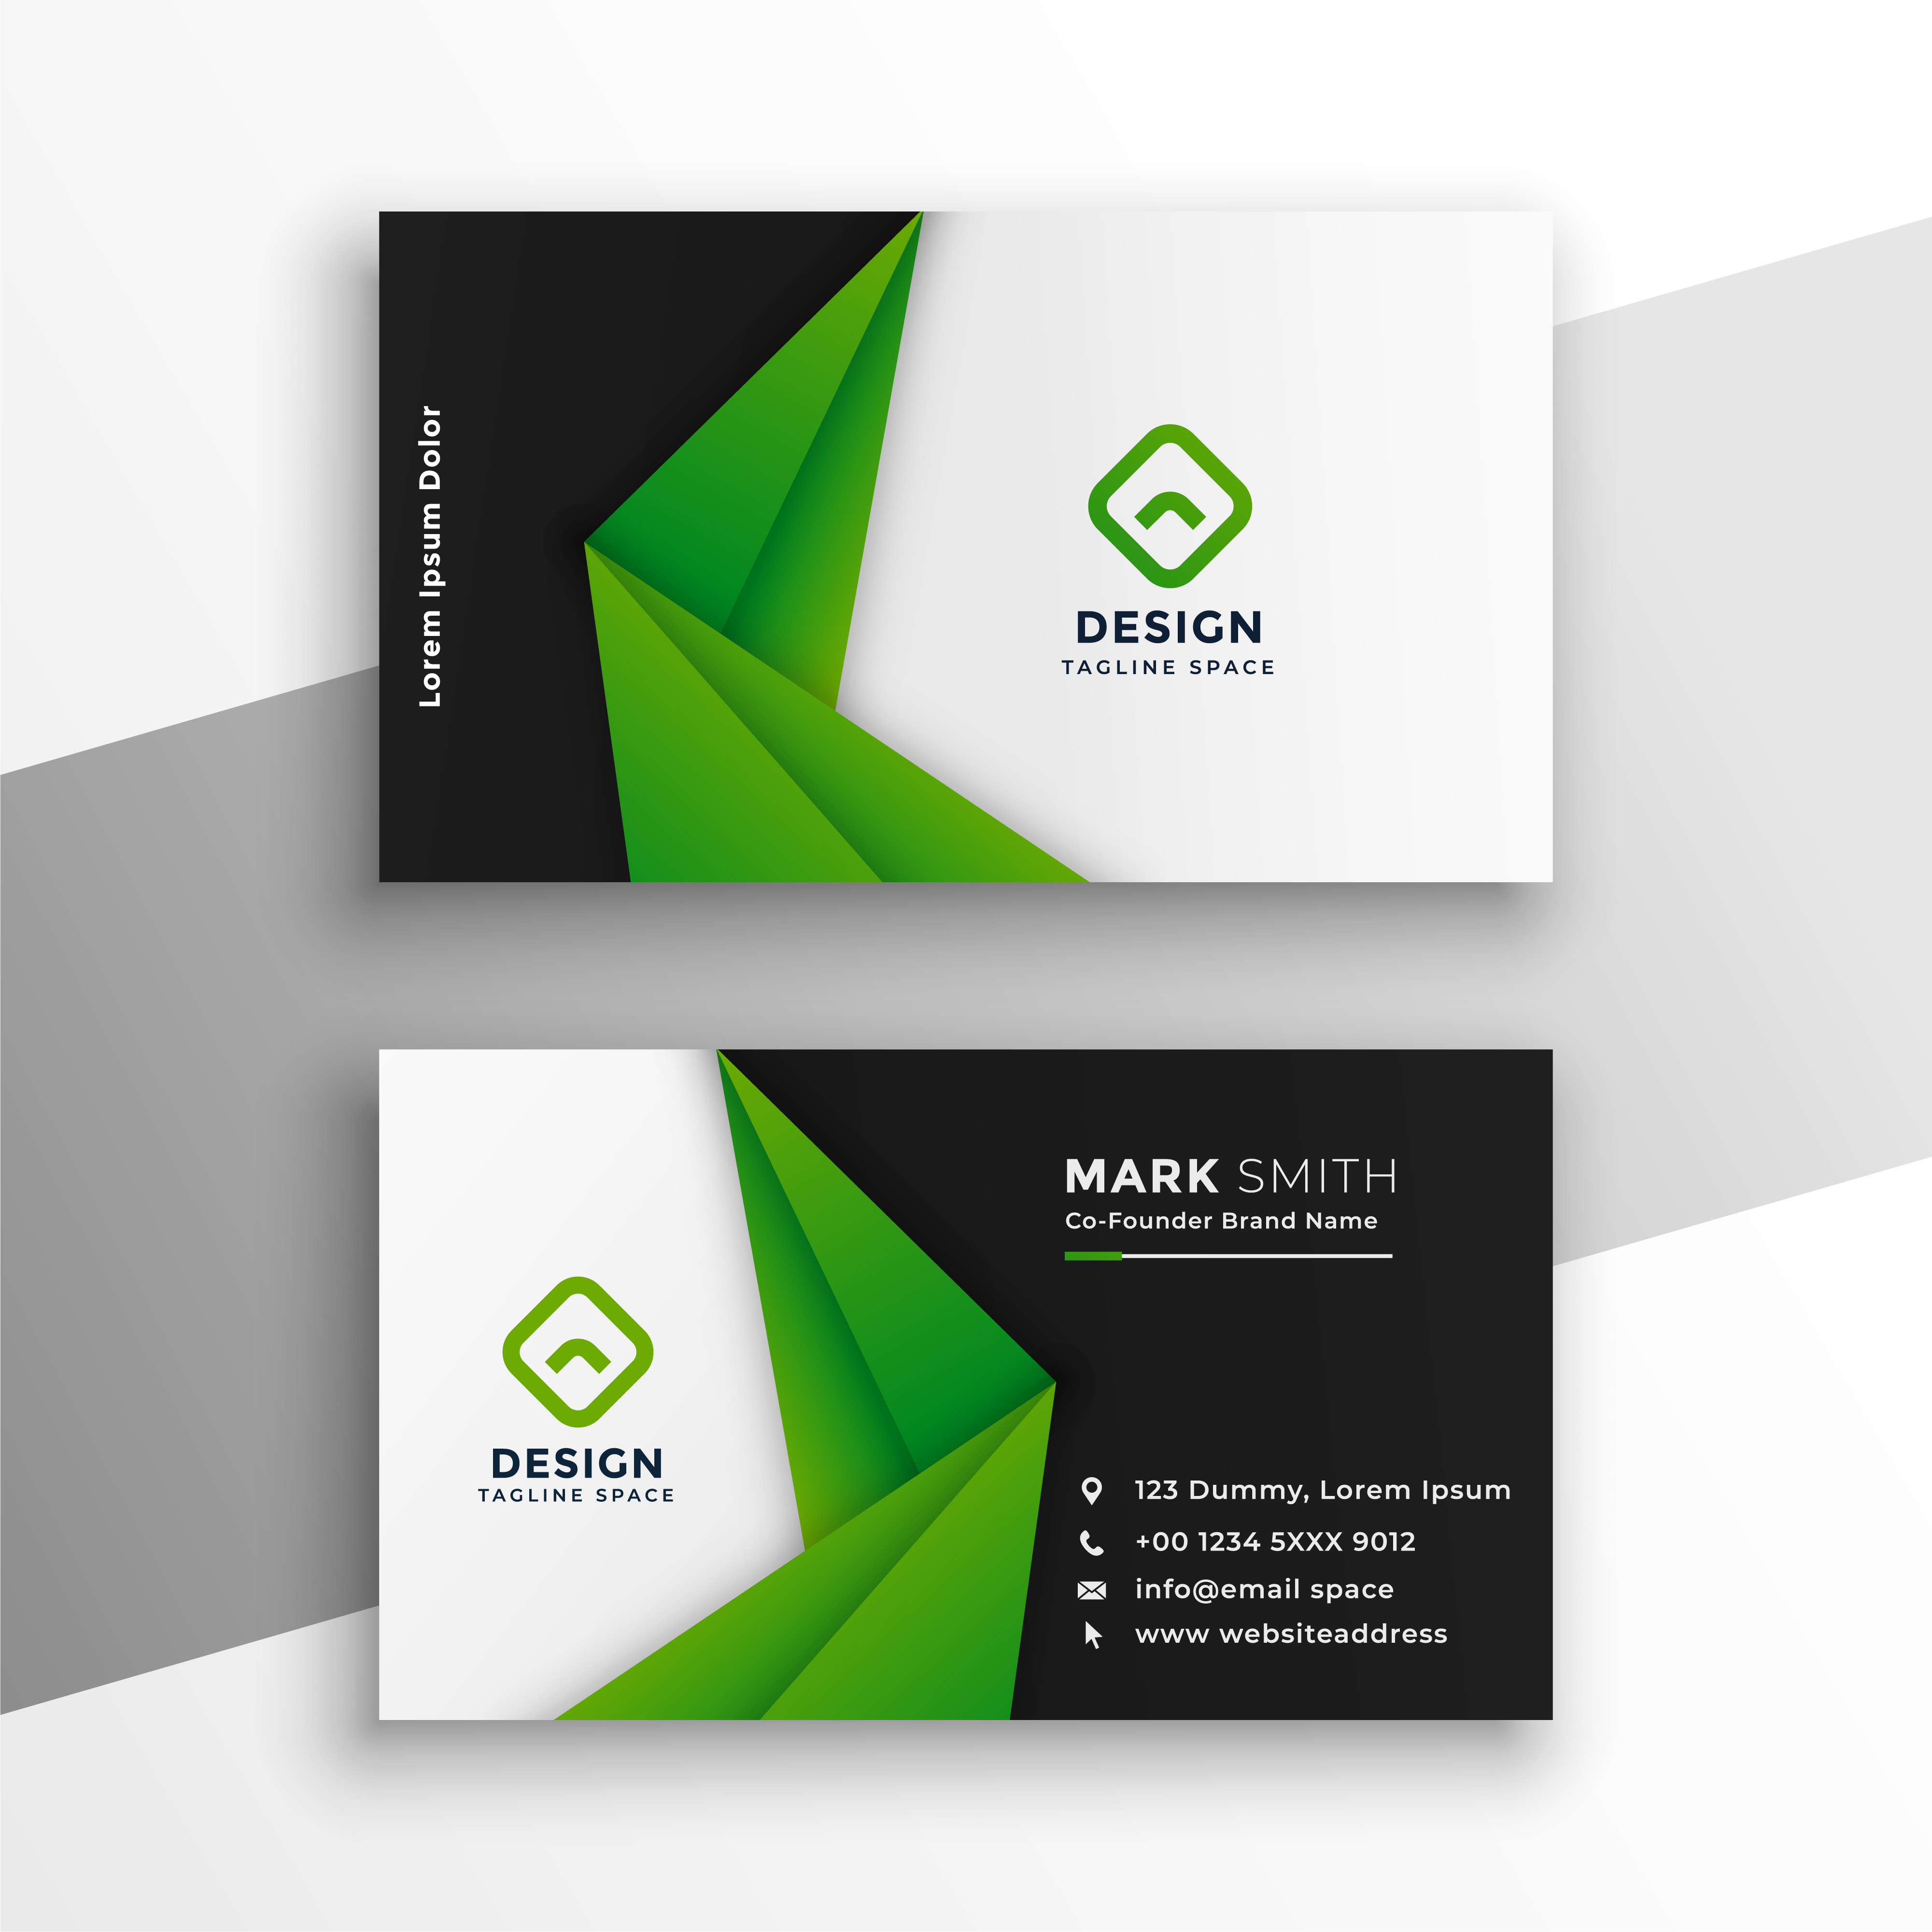 Lorem Ipsum Dolor
DESIGN
TAGLINE SPACE
MARK SMITH
Co-Founder Brand Name
DESIGN
TAGLINE SPACE
123 Dummy, Lorem Ipsum
+00 1234 5XXX 9012
info@email space
www websiteaddress